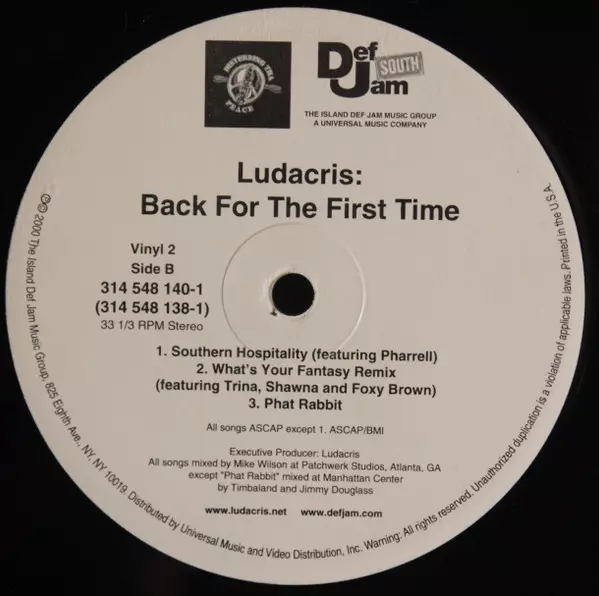 DISTURBING THA
PEACE
Def
Jam
SOUTH
THE ISLAND DEF JAM MUSIC GROUP
A UNIVERSAL MUSIC COMPANY
Ludacris:
Back For The First Time
Vinyl 2
Side B
314 548 140-1
(314 548 138-1)
33 1/3 RPM Stereo
1. Southern Hospitality (featuring Pharrell)
2. What's Your Fantasy Remix
(featuring Trina, Shawna and Foxy Brown)
3. Phat Rabbit
All songs ASCAP except 1. ASCAP/BMI
Executive Producer: Ludacris
All songs mixed by Mike Wilson at Patchwerk Studios, Atlanta, GA
except "Phat Rabbit" mixed at Manhattan Center
by Timbaland and Jimmy Douglass
www.ludacris.net www.defjam.com
℗© 2000 The Island Def Jam Music Group, 825 Eighth Ave., NY, NY 10019. Distributed by Universal Music and Video Distribution, Inc. Warning: All rights reserved. Unauthorized duplication is a violation of applicable laws. Printed in the U.S.A.